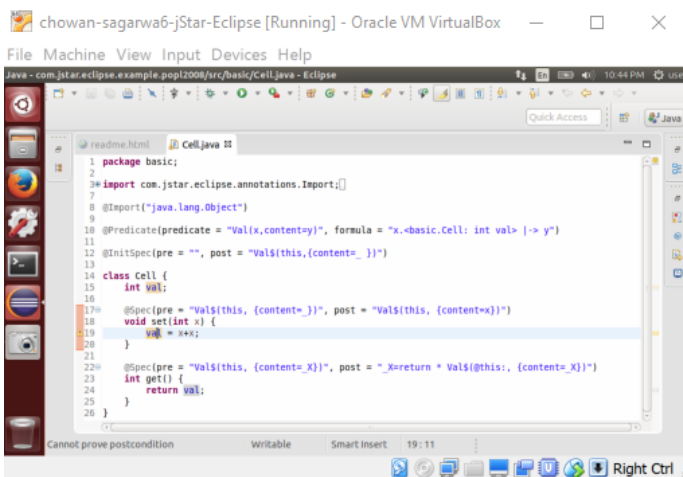 chowan-sagarwa6-jStar-Eclipse [Running] - Oracle VM VirtualBox
File Machine View Input Devices Help
Java - com.jstar.eclipse.example.popl2008/src/basic/Cell.java - Eclipse En 10:44 PM use
Quick Access Java
readme.html Cell.java
1 package basic;
2
3 import com.jstar.eclipse.annotations.Import;
7
8 @Import("java.lang.Object")
9
10 @Predicate(predicate = "Val(x,content=y)", formula = "x.<basic.Cell: int val> |-> y")
11
12 @InitSpec(pre = "", post = "Val$(this,{content=_ })")
13
14 class Cell {
15 int val;
16
17 @Spec(pre = "Val$(this, {content=_})", post = "Val$(this, {content=x})")
18 void set(int x) {
19 val = x+x;
20 }
21
22 @Spec(pre = "Val$(this, {content=_X})", post = "_X=return * Val$(@this:, {content=_X})")
23 int get() {
24 return val;
25 }
26 }
Cannot prove postcondition Writable Smart Insert 19 : 11
Right Ctrl